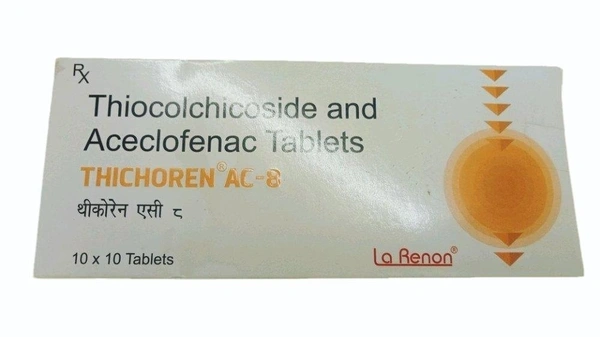 Rx
Thiocolchicoside and
Aceclofenac Tablets
THICHOREN® AC-8
थीकोरेन एसी ८
10 x 10 Tablets
La Renon®